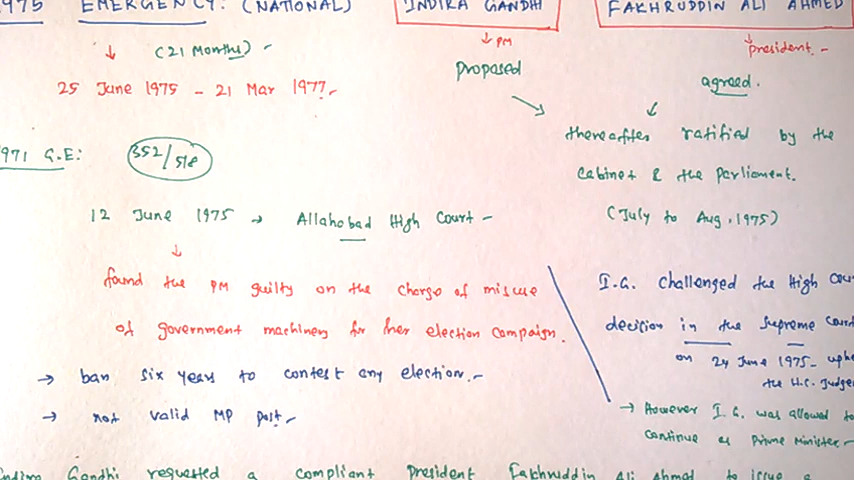 1975 EMERGENCY: (NATIONAL)
(21 Months) -
25 June 1975 - 21 Mar 1977.-
INDIRA GANDHI
PM
Proposed
FAKHRUDDIN ALI AHMED
president.-
agreed.
thereafter ratified by the
Cabinet & the Parliament.
(July to Aug, 1975)
1971 G.E: 352/518
12 June 1975 → Allahabad High Court -
found the PM guilty on the charge of misuse
of government machinery for her election campaign.
→ ban six years to contest any election.-
→ not valid MP post.-
I.G. challenged the High Cour
decision in the Supreme Court
on 24 June 1975- uphe
the H.C. Judge
→ However I.G. was allowed to
continue as Prime Minister-
Indira Gandhi requested a compliant President Fakhruddin Ali Ahmad to issue a